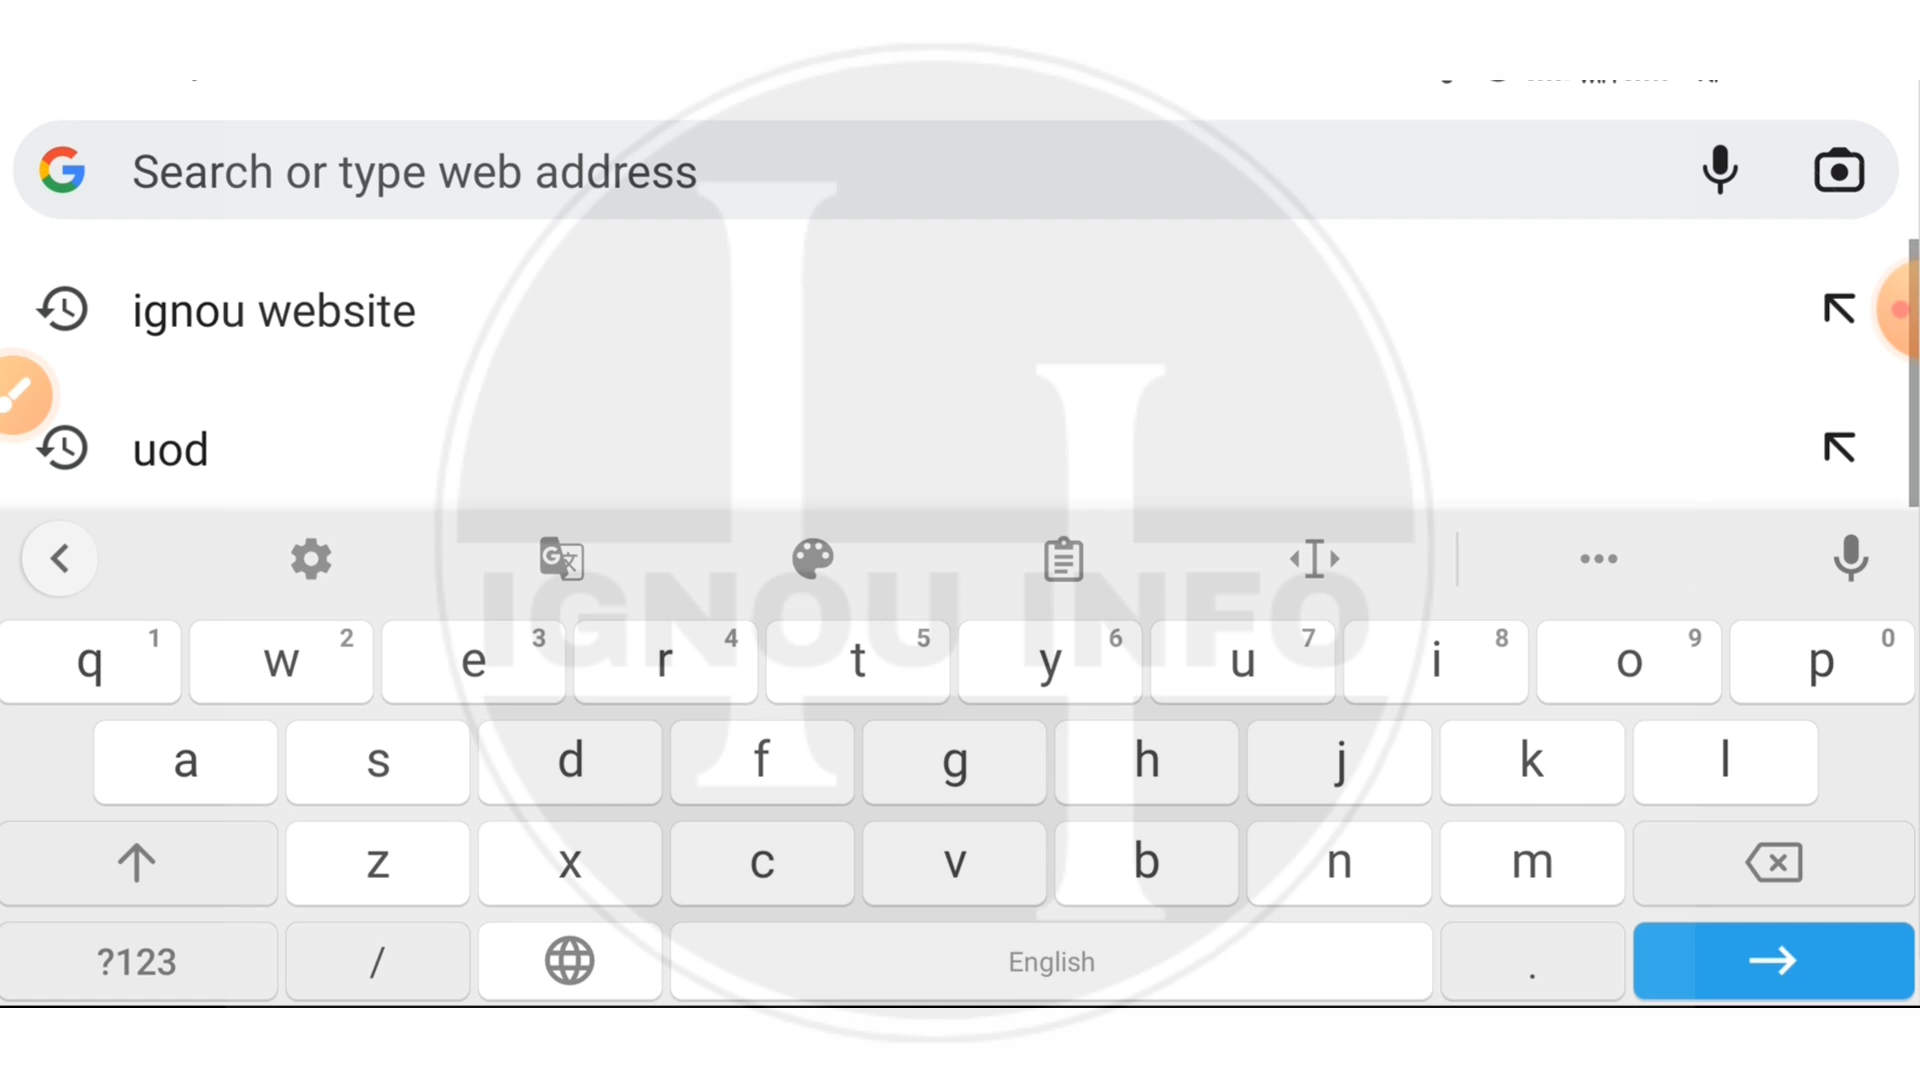 Search or type web address
ignou website
uod
IGNOU INFO
q 1 w 2 e 3 r 4 t 5 y 6 u 7 i 8 o 9 p 0
a s d f g h j k l
z x c v b n m
?123 / English .